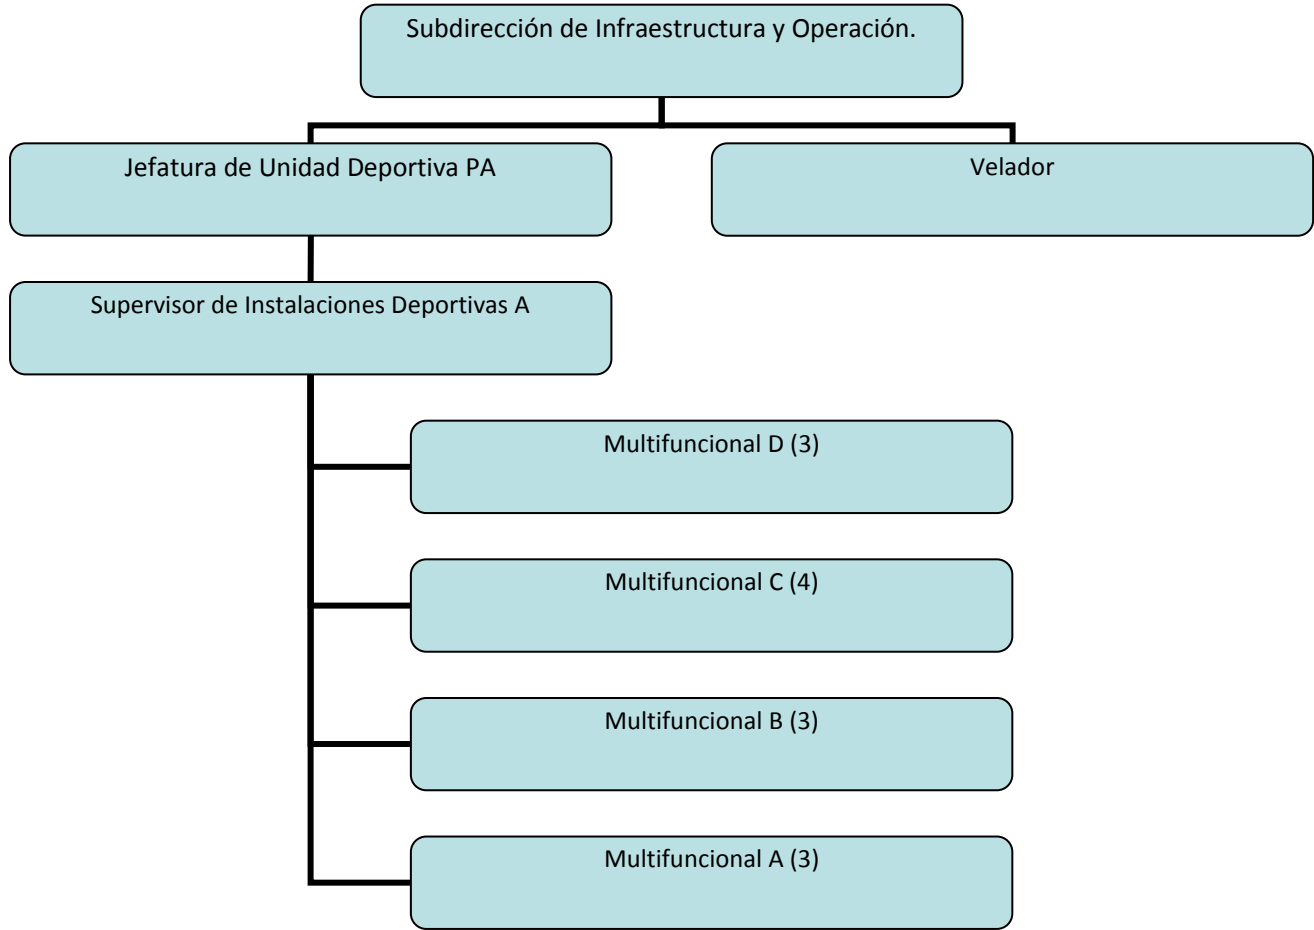 Subdirección de Infraestructura y Operación.
Jefatura de Unidad Deportiva PA
Velador
Supervisor de Instalaciones Deportivas A
Multifuncional D (3)
Multifuncional C (4)
Multifuncional B (3)
Multifuncional A (3)